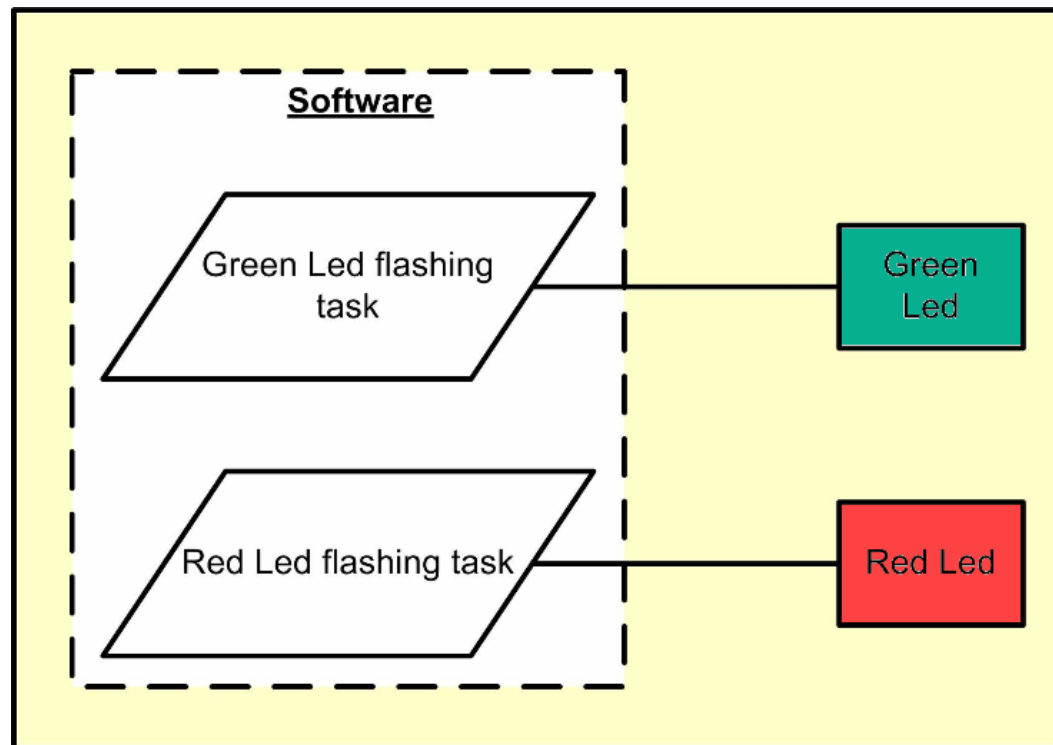 Software
Green Led flashing
task
Green
Led
Red Led flashing task
Red Led